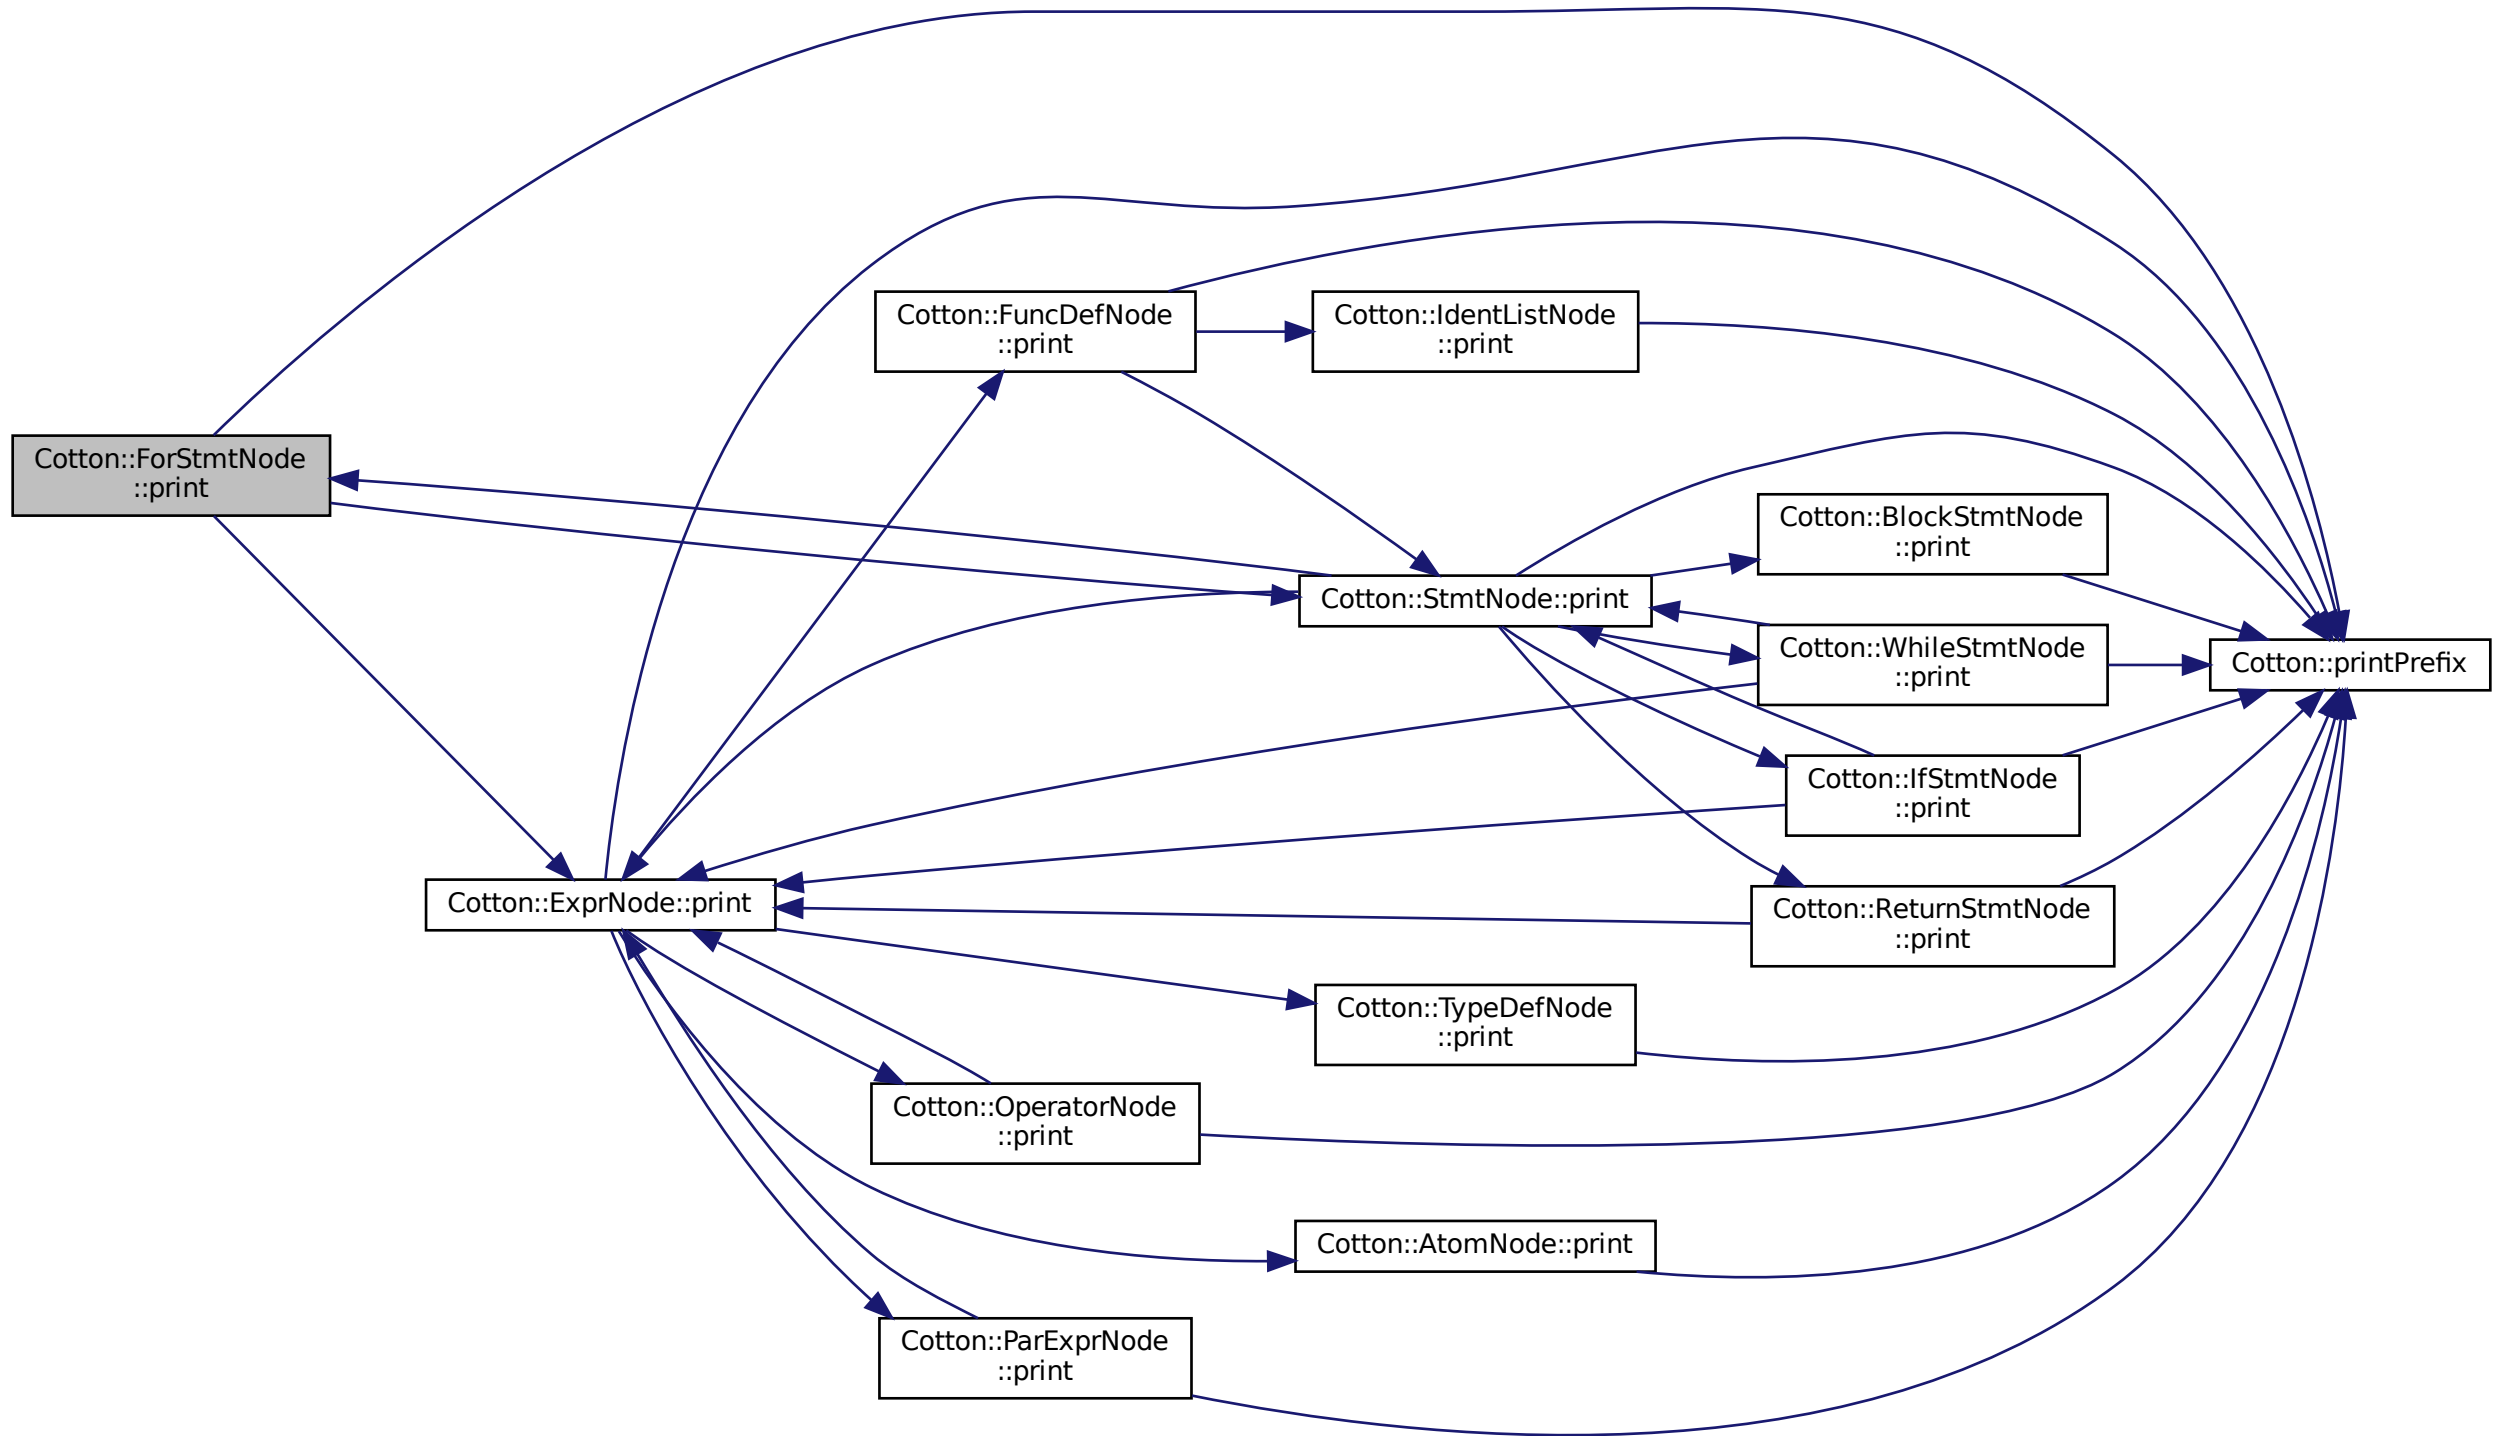 Cotton::ForStmtNode
::print
Cotton::ExprNode::print
Cotton::FuncDefNode
::print
Cotton::IdentListNode
::print
Cotton::StmtNode::print
Cotton::BlockStmtNode
::print
Cotton::WhileStmtNode
::print
Cotton::IfStmtNode
::print
Cotton::ReturnStmtNode
::print
Cotton::printPrefix
Cotton::TypeDefNode
::print
Cotton::OperatorNode
::print
Cotton::AtomNode::print
Cotton::ParExprNode
::print